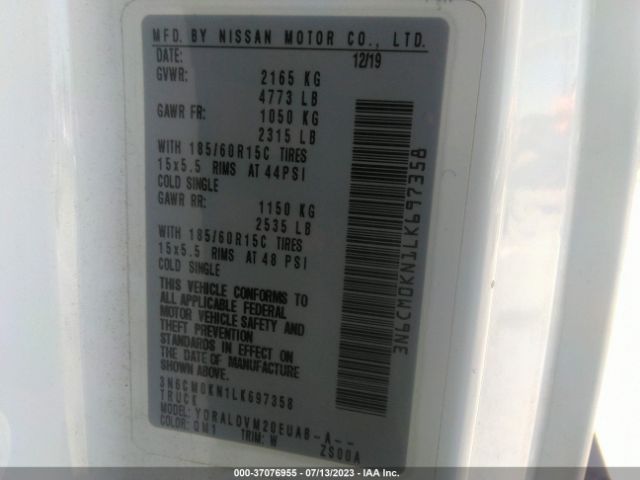 MFD. BY NISSAN MOTOR CO., LTD.
DATE: 12/19
GVWR: 2165 KG
4773 LB
GAWR FR: 1050 KG
2315 LB
WITH 185/60R15C TIRES
15x5.5 RIMS AT 44PSI
COLD SINGLE
GAWR RR: 1150 KG
2535 LB
WITH 185/60R15C TIRES
15x5.5 RIMS AT 48 PSI
COLD SINGLE
THIS VEHICLE CONFORMS TO
ALL APPLICABLE FEDERAL
MOTOR VEHICLE SAFETY AND
THEFT PREVENTION
STANDARDS IN EFFECT ON
THE DATE OF MANUFACTURE
SHOWN ABOVE.
3N6CM0KN1LK697358
TRUCK
MODEL: YDRALDVM20EUA8-A--
COLOR: QM1 TRIM: W ZS00A
3N6CM0KN1LK697358
200-DC - 37076955 - 07/13/2023 - IAA Inc.